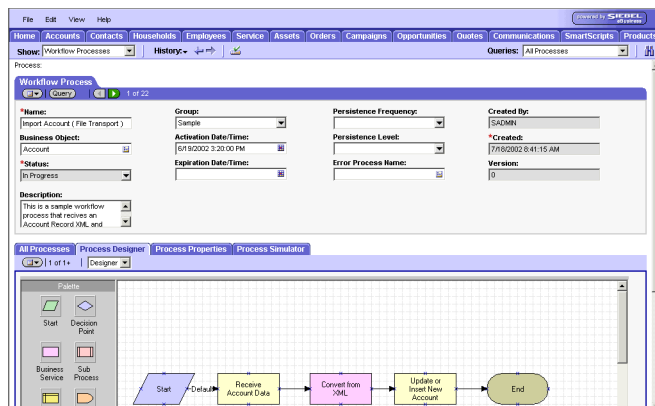 File Edit View Help
powered by SIEBEL eBusiness
Home Accounts Contacts Households Employees Service Assets Orders Campaigns Opportunities Quotes Communications SmartScripts Products
Show: Workflow Processes History: Queries: All Processes
Process:
Workflow Process
Query 1 of 22
*Name: Group: Persistence Frequency: Created By:
Import Account ( File Transport ) Sample SADMIN
Business Object: Activation Date/Time: Persistence Level: *Created:
Account 6/19/2002 3:20:00 PM 7/18/2002 8:41:15 AM
*Status: Expiration Date/Time: Error Process Name: Version:
In Progress 0
Description:
This is a sample workflow
process that recives an
Account Record XML and
All Processes Process Designer Process Properties Process Simulator
1 of 1+ Designer
Palette
Start Decision Point
Business Service Sub Process
Start Default Receive Account Data Convert from XML Update or Insert New Account End